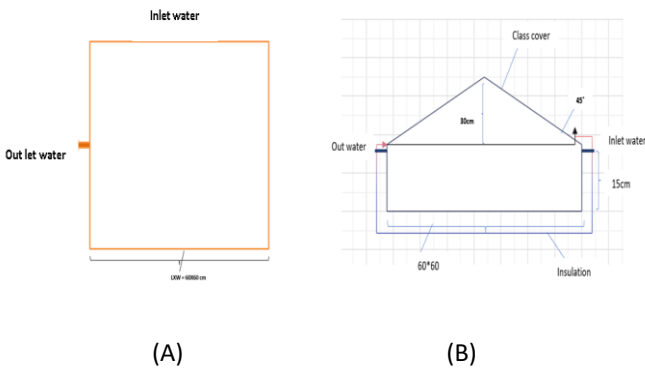 Inlet water
Out let water
LXW = 60X60 cm
(A)
Class cover
45°
30cm
Out water
Inlet water
15cm
60*60
Insulation
(B)